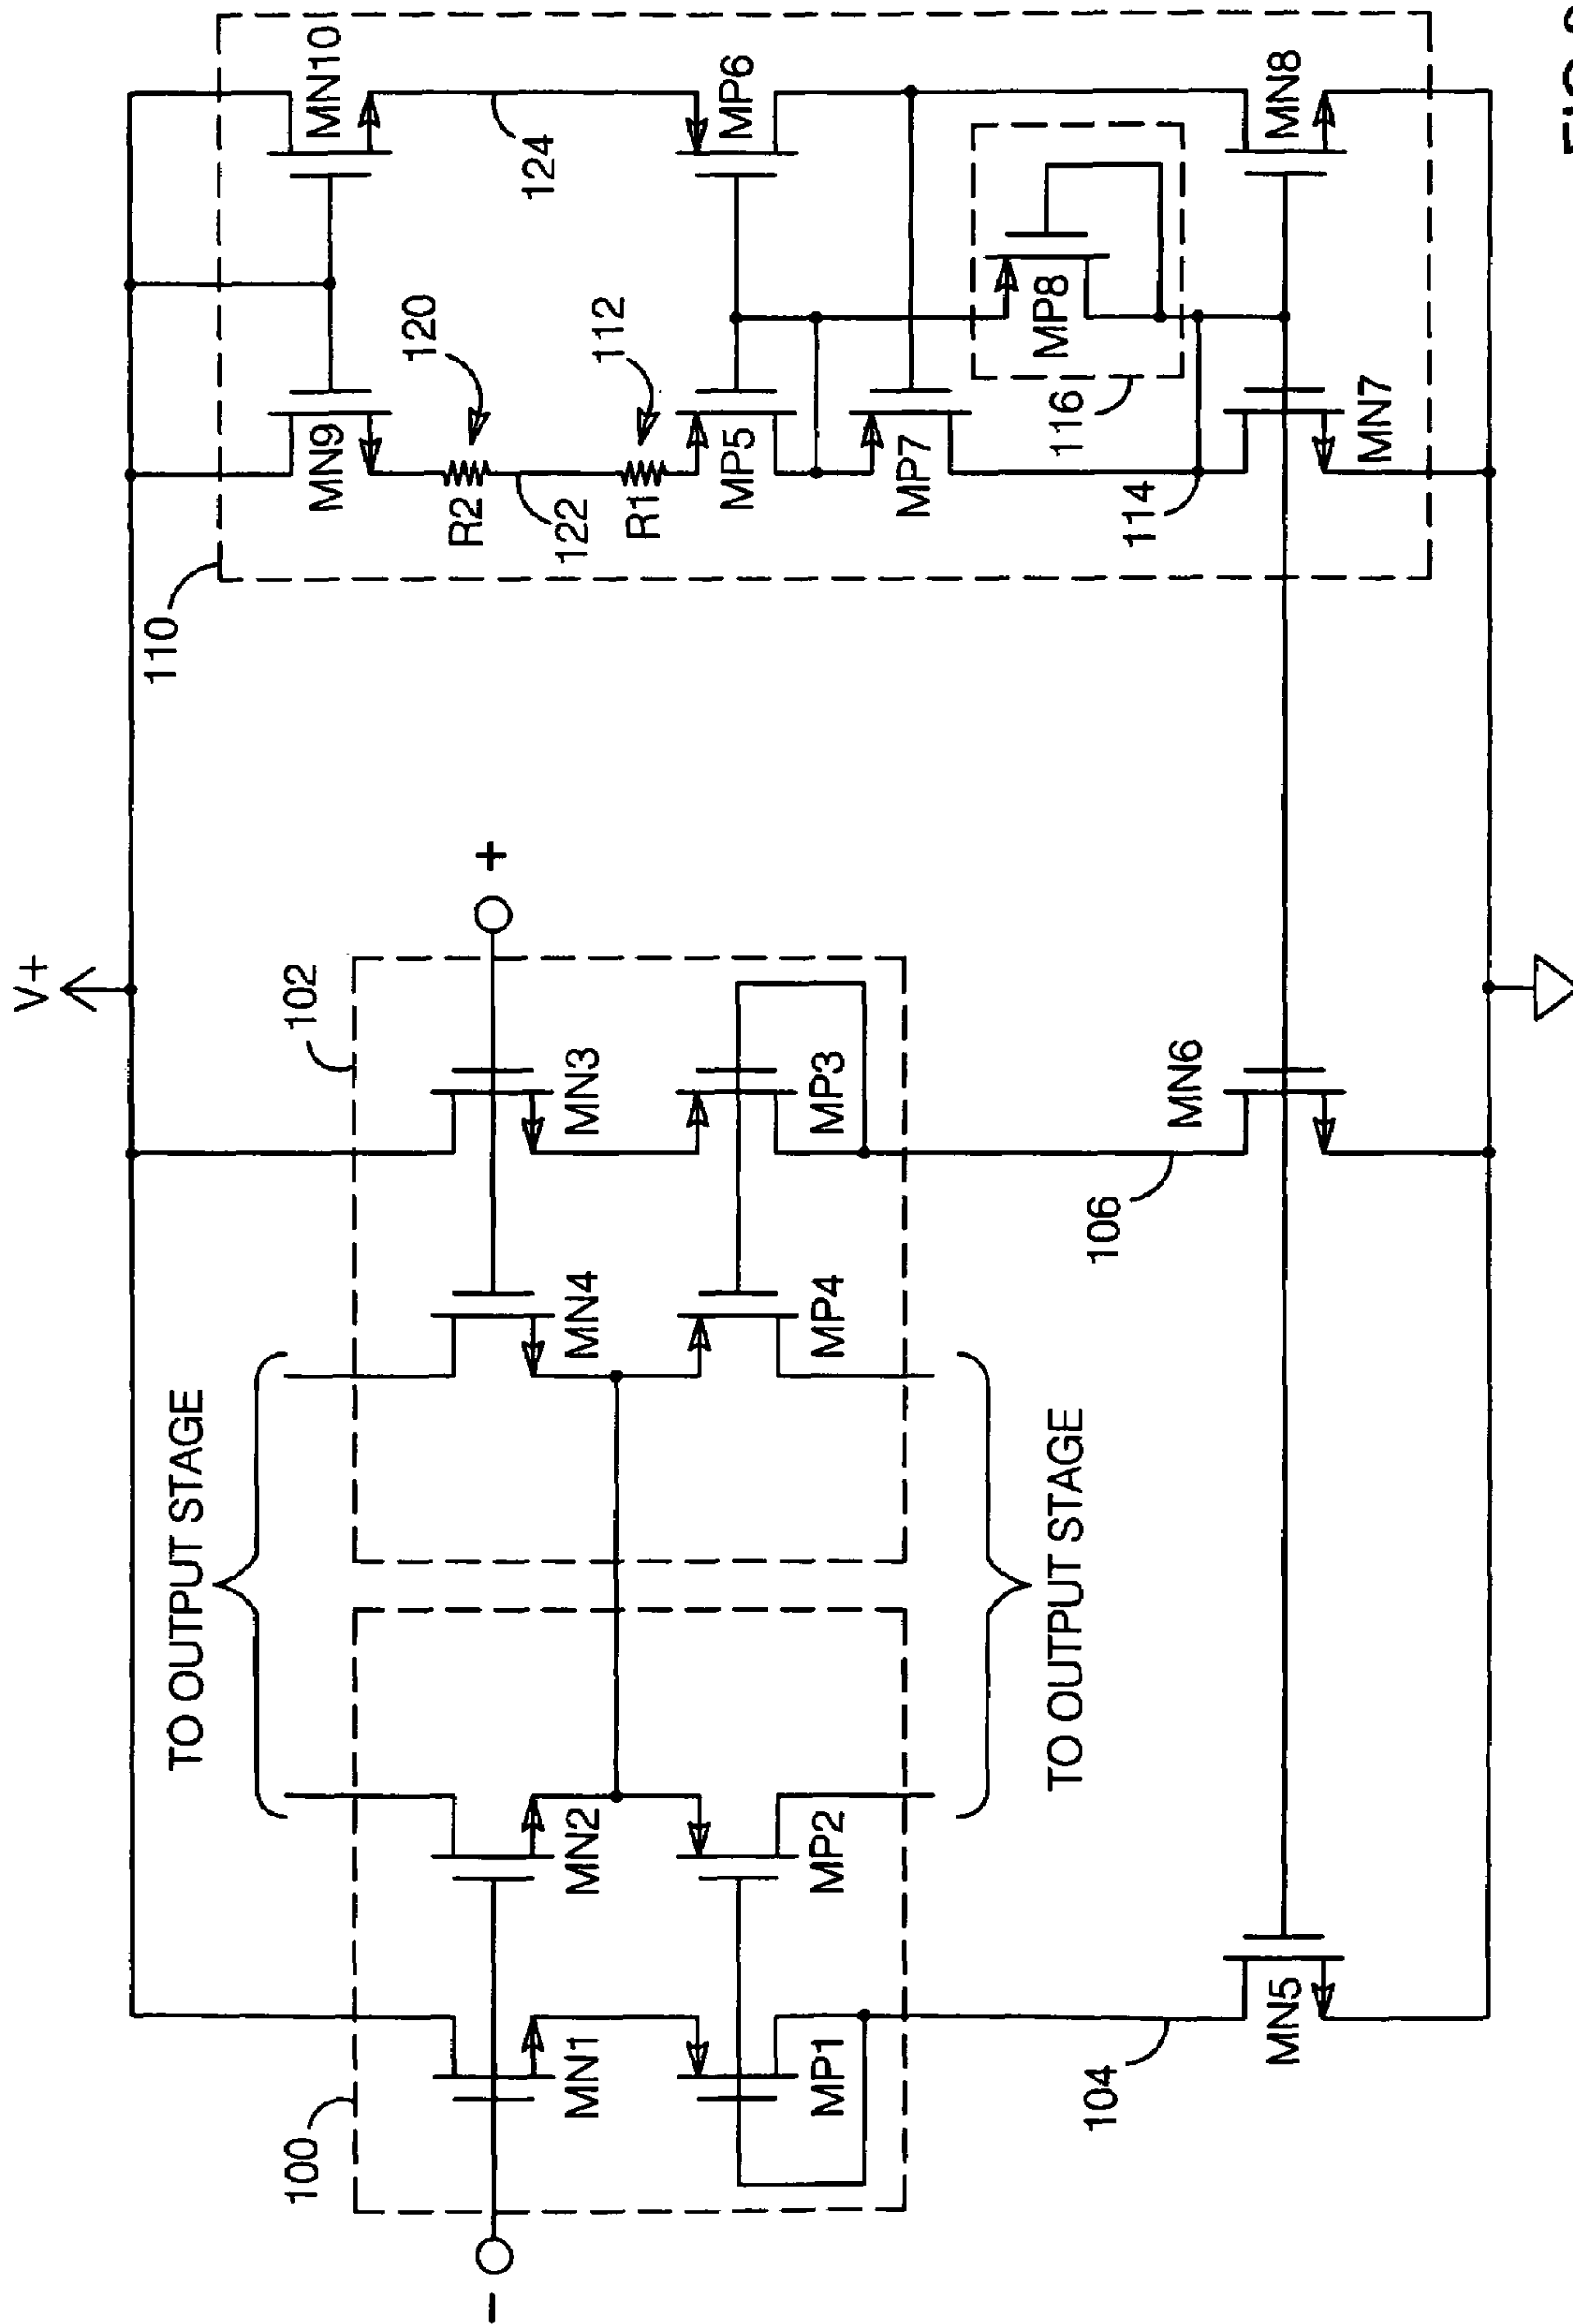 V+
110
MN9
MN10
120
R2
122
124
112
R1
MP5
MP6
MP7
MP8
116
114
MN7
MN8
TO OUTPUT STAGE
100
102
-
+
MN1
MN2
MN4
MN3
MP1
MP2
MP4
MP3
TO OUTPUT STAGE
104
106
MN5
MN6